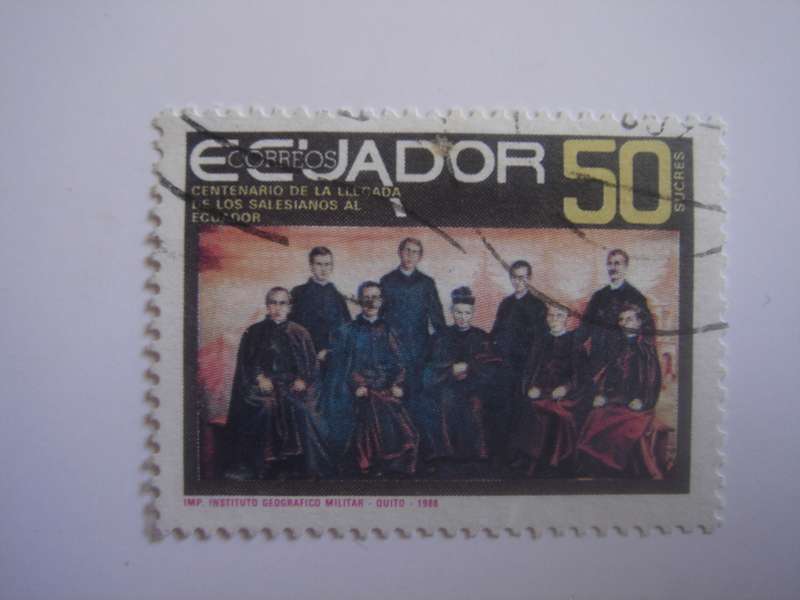 ECUADOR
CORREOS
50
SUCRES
CENTENARIO DE LA LLEGADA
DE LOS SALESIANOS AL
ECUADOR
IMP. INSTITUTO GEOGRAFICO MILITAR - QUITO - 1988